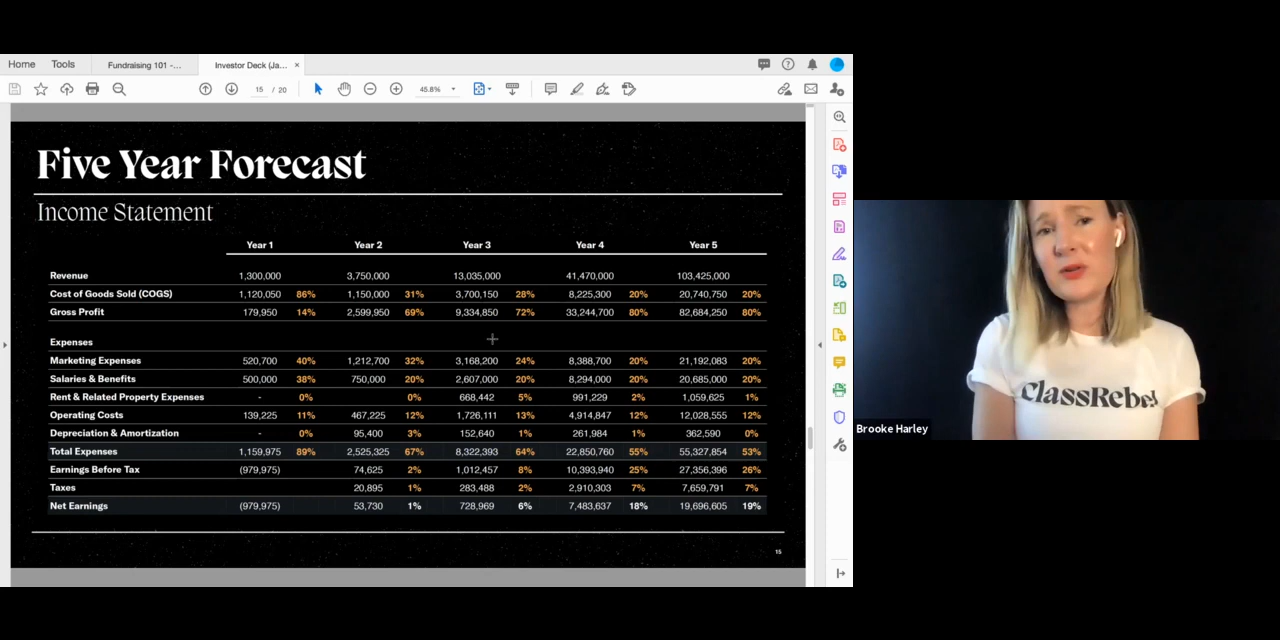 Home Tools Fundraising 101 -... Investor Deck (Ja... ×
15 / 20 45.8%
Five Year Forecast
Income Statement
Year 1 Year 2 Year 3 Year 4 Year 5
Revenue 1,300,000 3,750,000 13,035,000 41,470,000 103,425,000
Cost of Goods Sold (COGS) 1,120,050 86% 1,150,000 31% 3,700,150 28% 8,225,300 20% 20,740,750 20%
Gross Profit 179,950 14% 2,599,950 69% 9,334,850 72% 33,244,700 80% 82,684,250 80%
Expenses
Marketing Expenses 520,700 40% 1,212,700 32% 3,168,200 24% 8,388,700 20% 21,192,083 20%
Salaries & Benefits 500,000 38% 750,000 20% 2,607,000 20% 8,294,000 20% 20,685,000 20%
Rent & Related Property Expenses - 0% 0% 668,442 5% 991,229 2% 1,059,625 1%
Operating Costs 139,225 11% 467,225 12% 1,726,111 13% 4,914,847 12% 12,028,555 12%
Depreciation & Amortization - 0% 95,400 3% 152,640 1% 261,984 1% 362,590 0%
Total Expenses 1,159,975 89% 2,525,325 67% 8,322,393 64% 22,850,760 55% 55,327,854 53%
Earnings Before Tax (979,975) 74,625 2% 1,012,457 8% 10,393,940 25% 27,356,396 26%
Taxes 20,895 1% 283,488 2% 2,910,303 7% 7,659,791 7%
Net Earnings (979,975) 53,730 1% 728,969 6% 7,483,637 18% 19,696,605 19%
15
classRebel
Brooke Harley